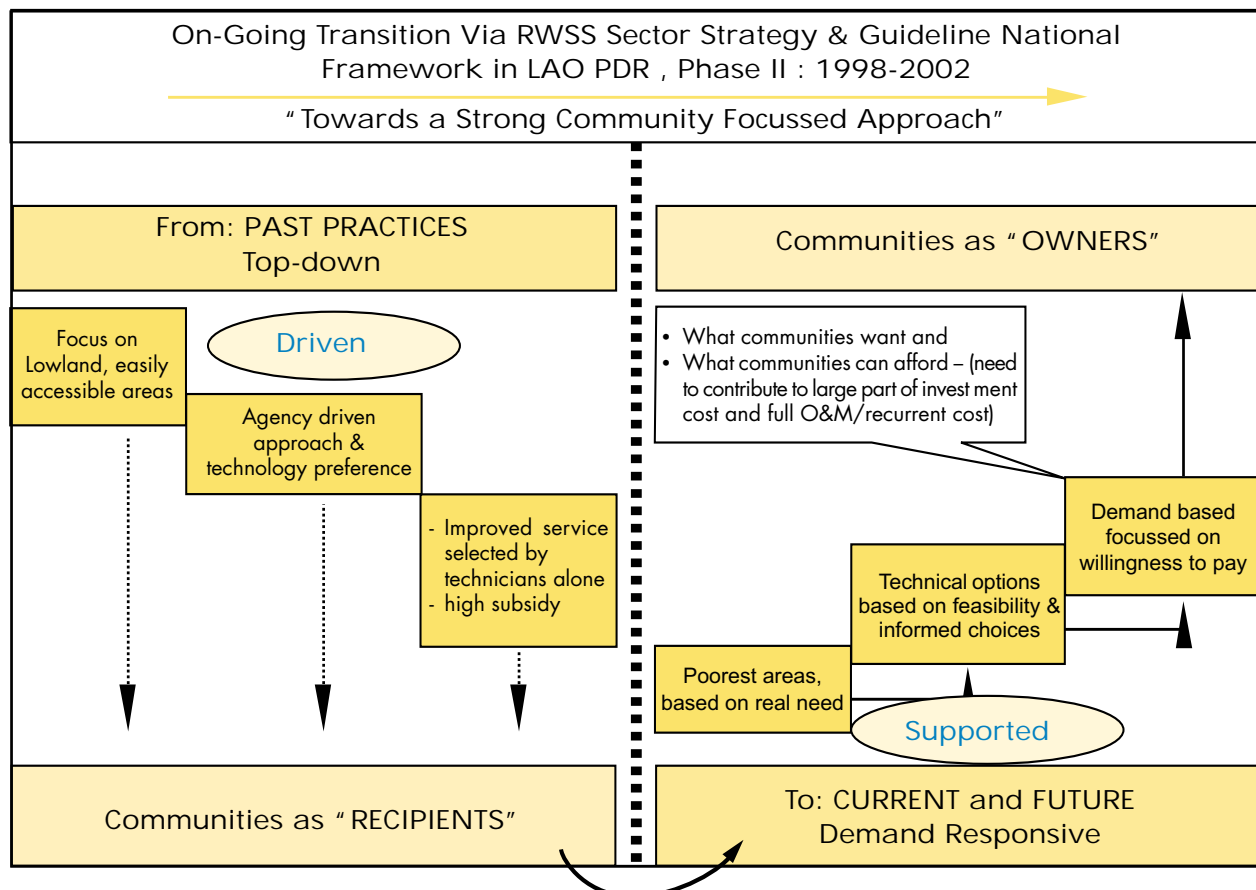 On-Going Transition Via RWSS Sector Strategy & Guideline National
Framework in LAO PDR , Phase II : 1998-2002
“Towards a Strong Community Focussed Approach”
From: PAST PRACTICES
Top-down
Focus on
Lowland, easily
accessible areas
Driven
Agency driven
approach &
technology preference
- Improved service
selected by
technicians alone
- high subsidy
Communities as “RECIPIENTS”
Communities as “OWNERS”
• What communities want and
• What communities can afford – (need
to contribute to large part of invest ment
cost and full O&M/recurrent cost)
Demand based
focussed on
willingness to pay
Technical options
based on feasibility &
informed choices
Poorest areas,
based on real need
Supported
To: CURRENT and FUTURE
Demand Responsive